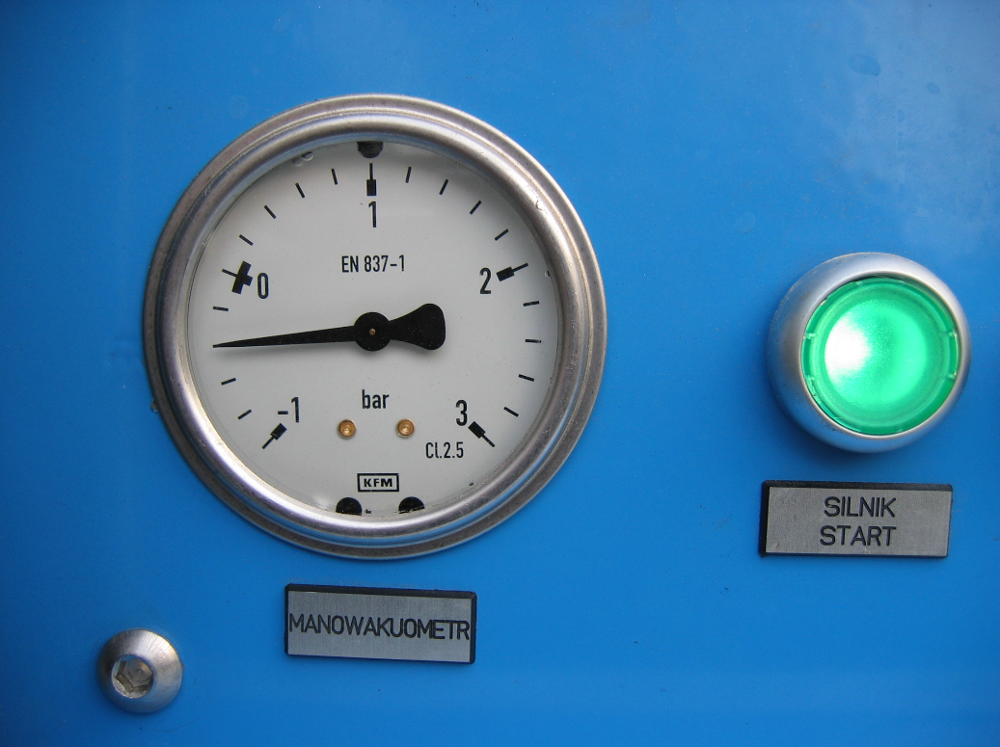 1
EN 837-1
0
2
-1
bar
3
CL.2.5
KFM
SILNIK
START
MANOWAKUOMETR